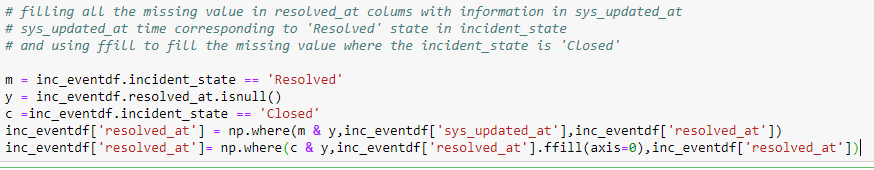 # filling all the missing value in resolved_at colums with information in sys_updated_at
# sys_updated_at time corresponding to 'Resolved' state in incident_state
# and using ffill to fill the missing value where the incident_state is 'Closed'
m = inc_eventdf.incident_state == 'Resolved'
y = inc_eventdf.resolved_at.isnull()
c =inc_eventdf.incident_state == 'Closed'
inc_eventdf['resolved_at'] = np.where(m & y,inc_eventdf['sys_updated_at'],inc_eventdf['resolved_at'])
inc_eventdf['resolved_at']= np.where(c & y,inc_eventdf['resolved_at'].ffill(axis=0),inc_eventdf['resolved_at'])